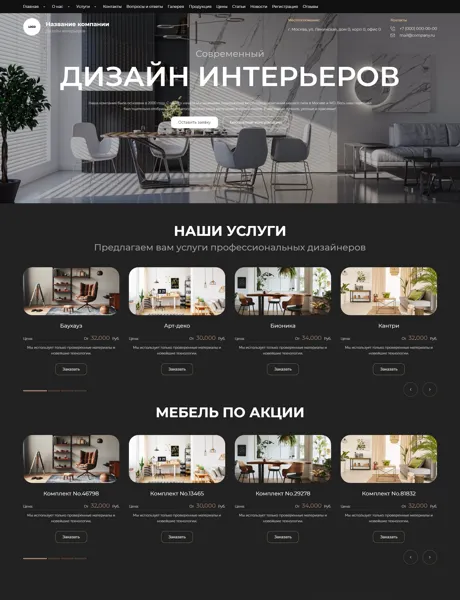 Главная О нас Услуги Контакты Вопросы и ответы Галерея Продукция Цены Статьи Новости Регистрация Отзывы
Название компании
Дизайн интерьеров
г. Москва, ул. Покровская, дом 12, корп. 4, офис 11
Контакты:
+7 (000) 000-00-00
mail@company.ru
Современный
ДИЗАЙН ИНТЕРЬЕРОВ
Оставить заявку
НАШИ УСЛУГИ
Предлагаем вам услуги профессиональных дизайнеров
Баухауз Арт-деко Бионика Кантри
Цена: От 32,000 Руб. Цена: От 30,000 Руб. Цена: От 34,000 Руб. Цена: От 32,000 Руб.
Мы используют только проверенные материалы и Мы используют только проверенные материалы и Мы используют только проверенные материалы и Мы используют только проверенные материалы и
новейшие технологии. новейшие технологии. новейшие технологии. новейшие технологии.
Заказать Заказать Заказать Заказать
МЕБЕЛЬ ПО АКЦИИ
Комплект No.46798 Комплект No.13465 Комплект No.29278 Комплект No.81832
Цена: От 32,000 Руб. Цена: От 30,000 Руб. Цена: От 34,000 Руб. Цена: От 32,000 Руб.
Мы используют только проверенные материалы и Мы используют только проверенные материалы и Мы используют только проверенные материалы и Мы используют только проверенные материалы и
новейшие технологии. новейшие технологии. новейшие технологии. новейшие технологии.
Заказать Заказать Заказать Заказать